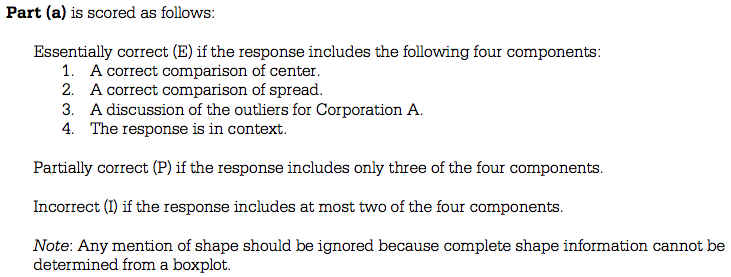 Part (a) is scored as follows:
Essentially correct (E) if the response includes the following four components:
1. A correct comparison of center.
2. A correct comparison of spread.
3. A discussion of the outliers for Corporation A.
4. The response is in context.
Partially correct (P) if the response includes only three of the four components.
Incorrect (I) if the response includes at most two of the four components.
Note: Any mention of shape should be ignored because complete shape information cannot be
determined from a boxplot.